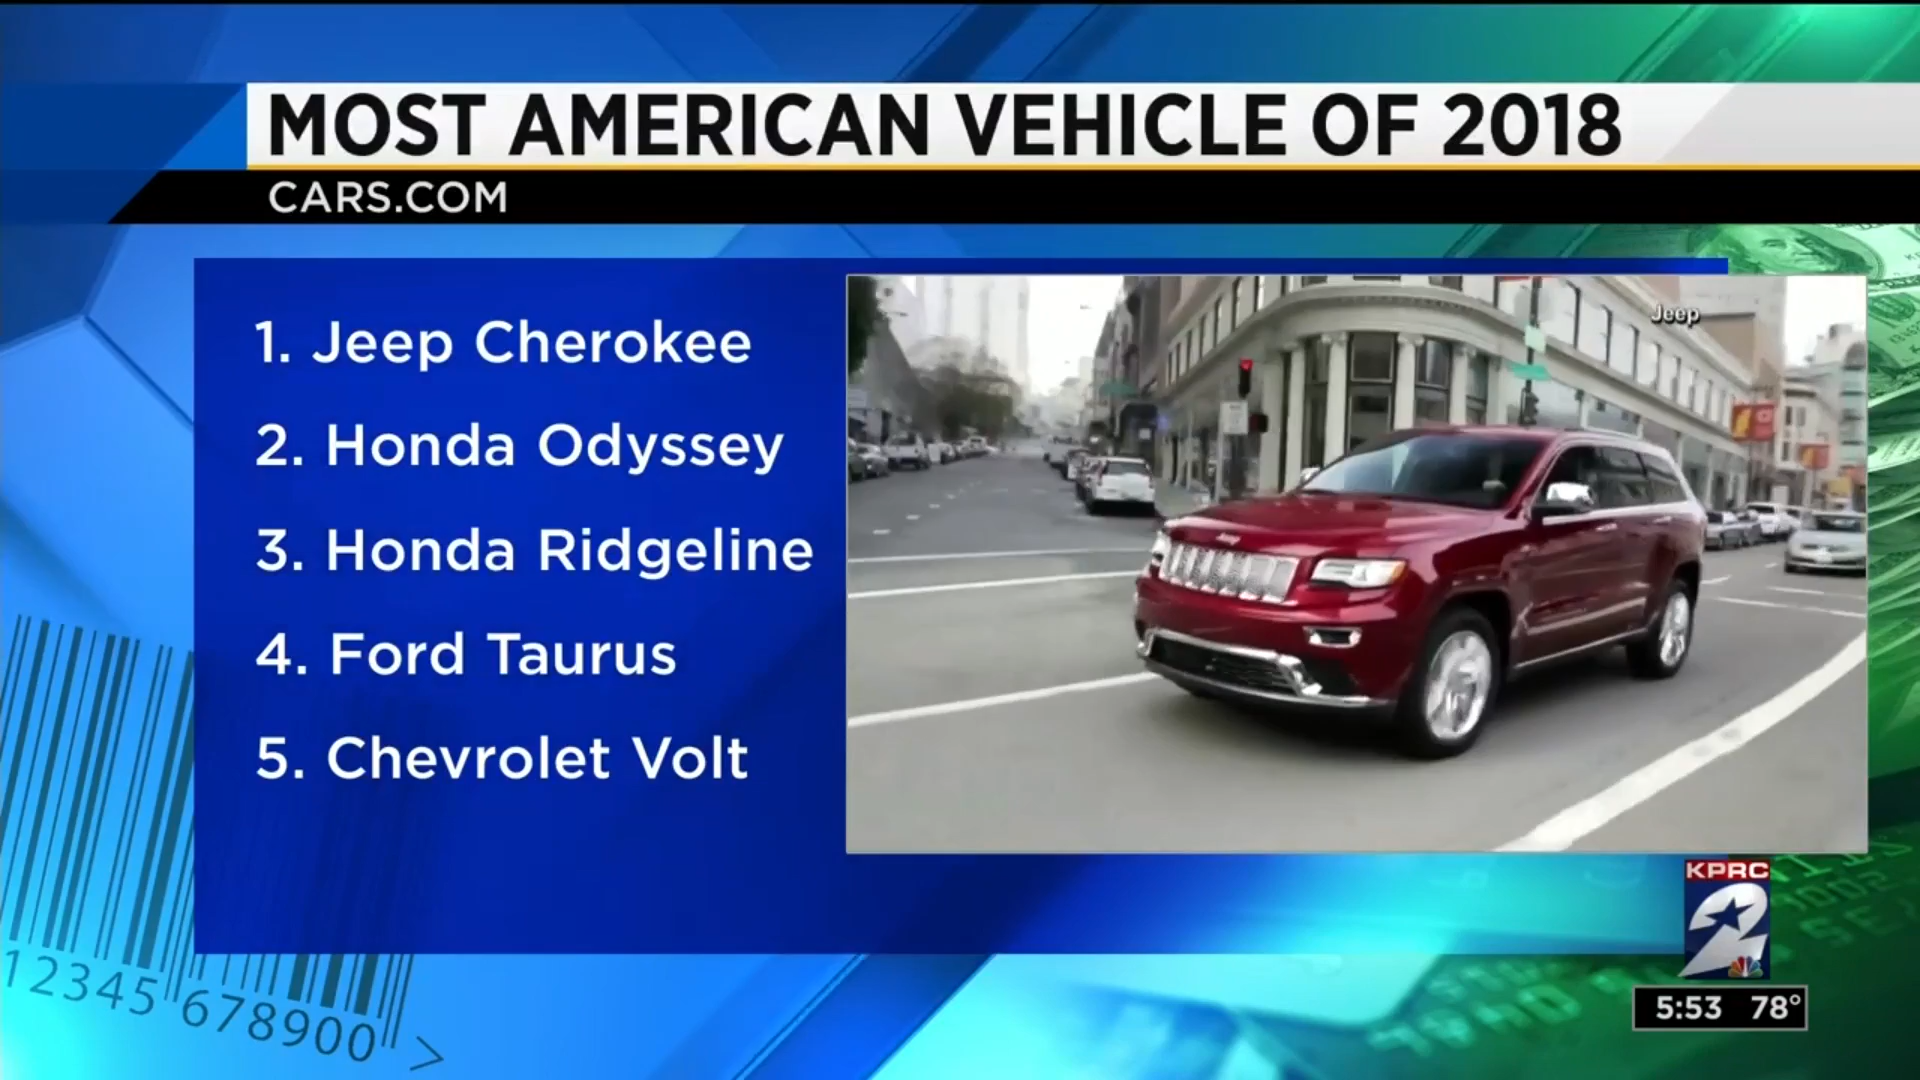 MOST AMERICAN VEHICLE OF 2018
CARS.COM
1. Jeep Cherokee
2. Honda Odyssey
3. Honda Ridgeline
4. Ford Taurus
5. Chevrolet Volt
Jeep
Jeep
KPRC
2
5:53 78°
12345 678900 >